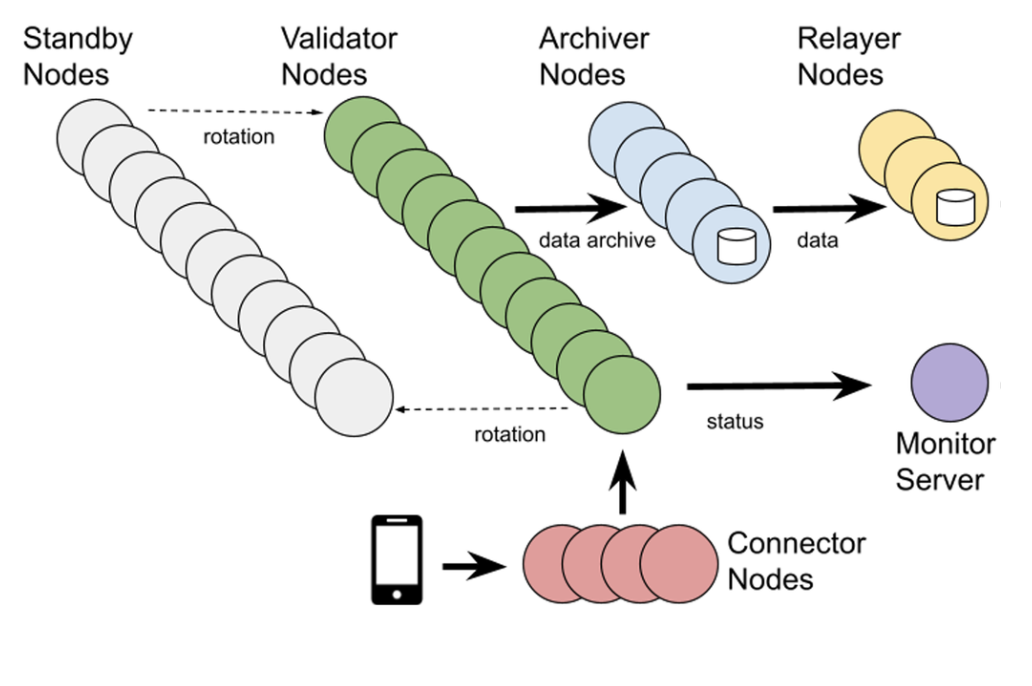 Standby
Nodes
Validator
Nodes
Archiver
Nodes
Relayer
Nodes
rotation
data archive
data
rotation
status
Monitor
Server
Connector
Nodes